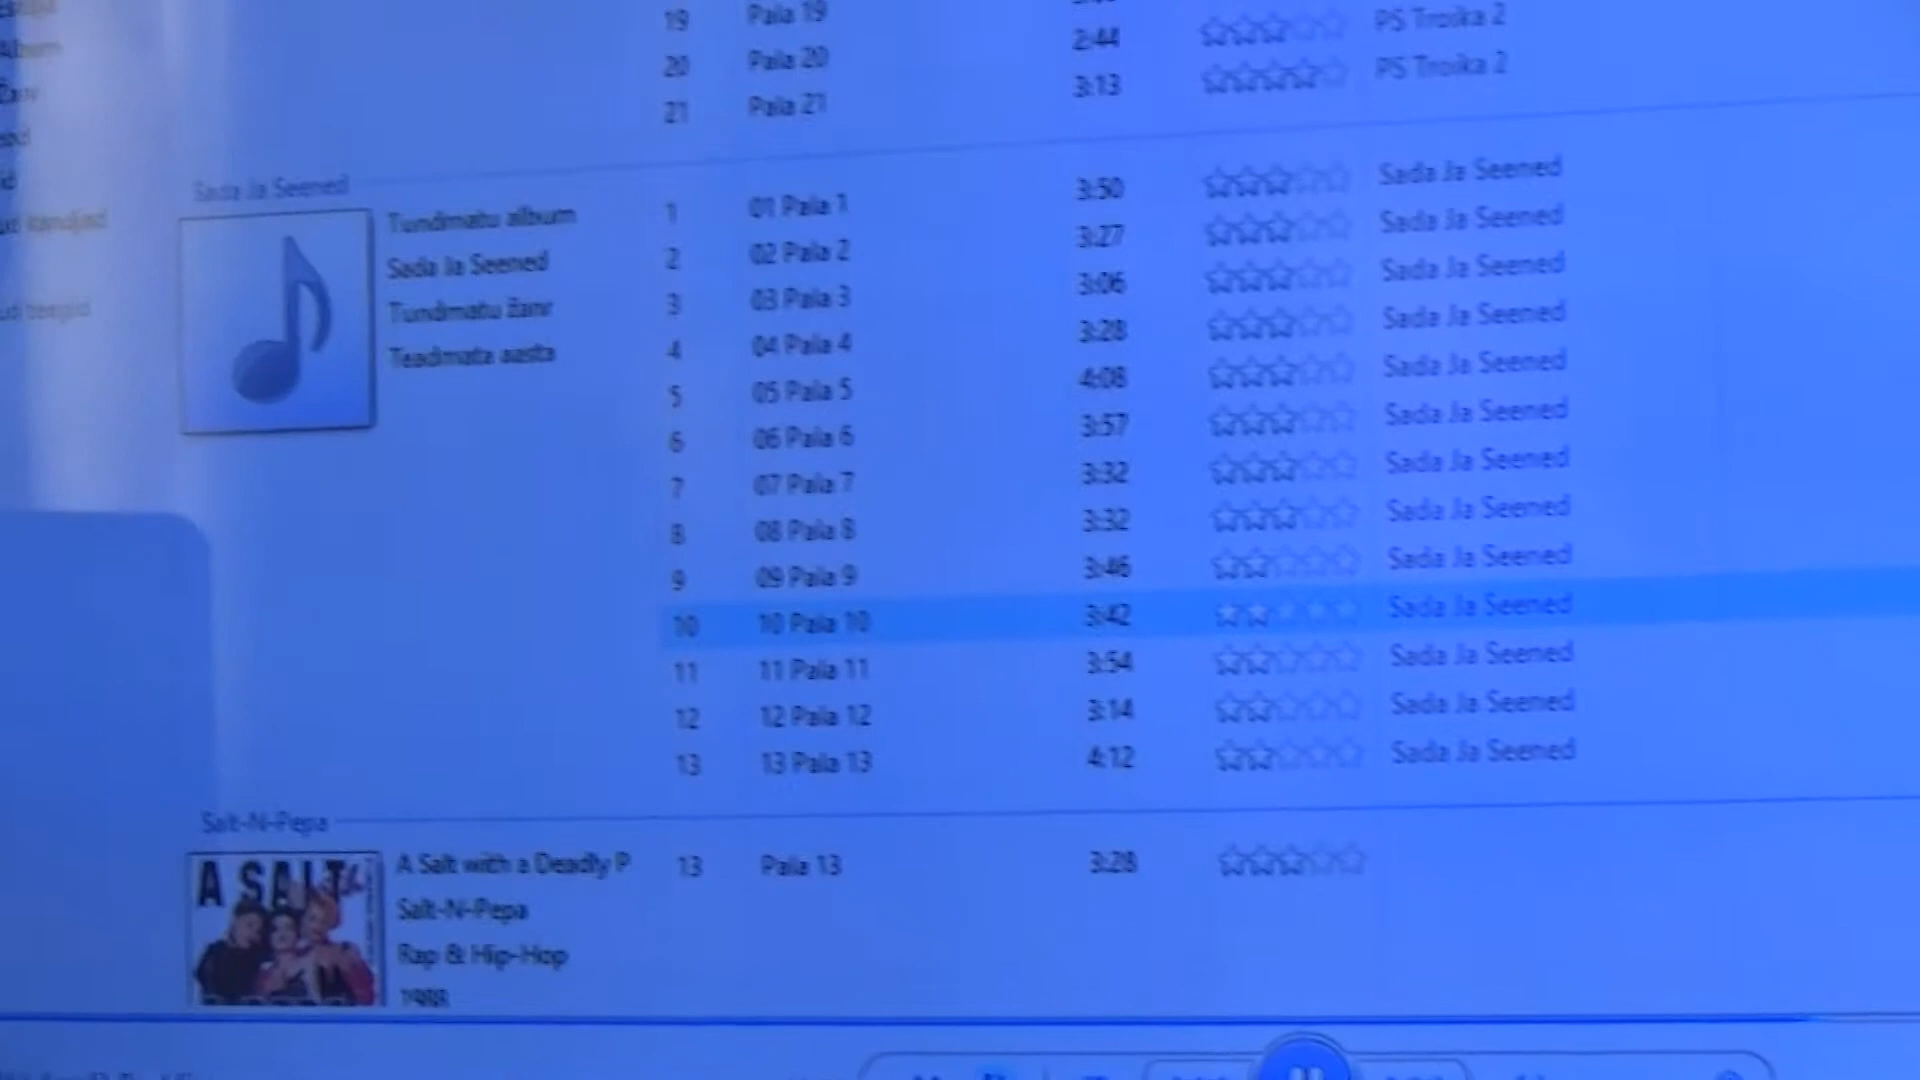 19 Pala 19
20 Pala 20 2:44 PS Troika 2
21 Pala 21 3:13 PS Troika 2
Sada Ja Seened
Tundmatu album
Sada Ja Seened
Tundmatu žanr
Teadmata aasta
1 01 Pala 1 3:50 Sada Ja Seened
2 02 Pala 2 3:27 Sada Ja Seened
3 03 Pala 3 3:06 Sada Ja Seened
4 04 Pala 4 3:28 Sada Ja Seened
5 05 Pala 5 4:08 Sada Ja Seened
6 06 Pala 6 3:57 Sada Ja Seened
7 07 Pala 7 3:32 Sada Ja Seened
8 08 Pala 8 3:32 Sada Ja Seened
9 09 Pala 9 3:46 Sada Ja Seened
10 10 Pala 10 3:42 Sada Ja Seened
11 11 Pala 11 3:54 Sada Ja Seened
12 12 Pala 12 3:14 Sada Ja Seened
13 13 Pala 13 4:12 Sada Ja Seened
Salt-N-Pepa
A SALT
A Salt with a Deadly P 13 Pala 13 3:28
Salt-N-Pepa
Rap & Hip-Hop
1988